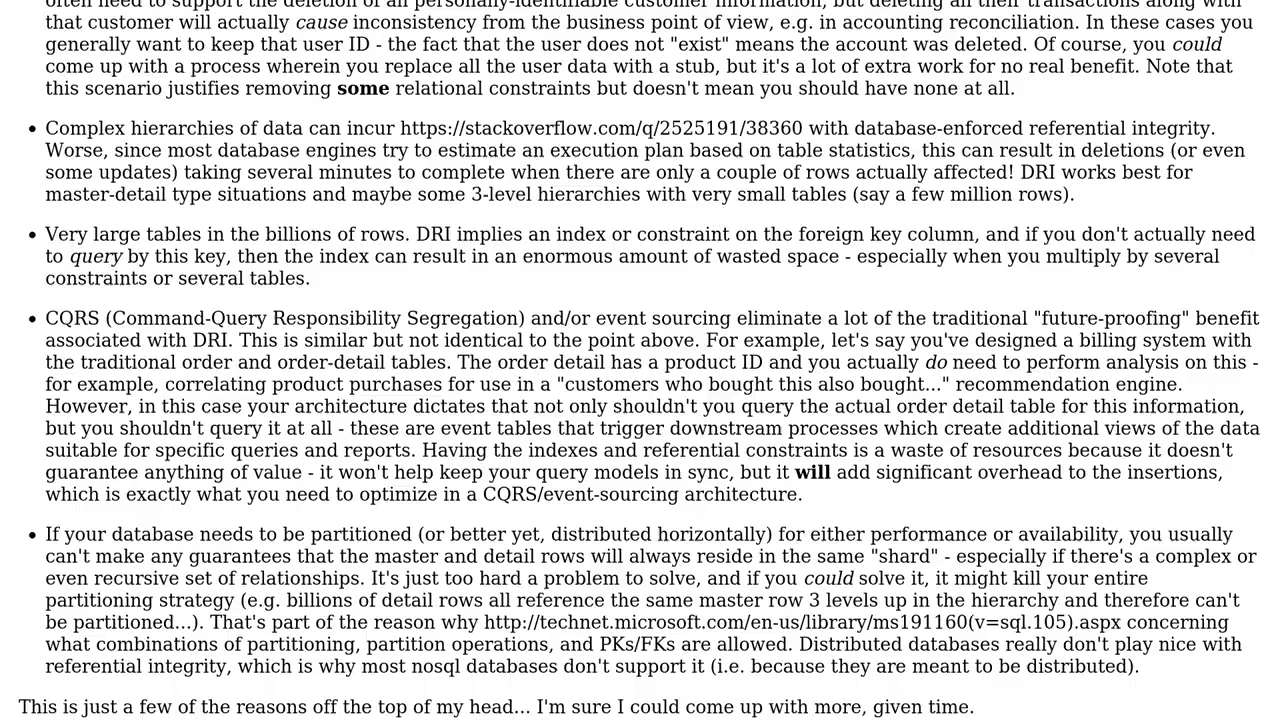 often need to support the deletion of all personally-identifiable customer information, but deleting all their transactions along with
that customer will actually cause inconsistency from the business point of view, e.g. in accounting reconciliation. In these cases you
generally want to keep that user ID - the fact that the user does not "exist" means the account was deleted. Of course, you could
come up with a process wherein you replace all the user data with a stub, but it's a lot of extra work for no real benefit. Note that
this scenario justifies removing some relational constraints but doesn't mean you should have none at all.
• Complex hierarchies of data can incur https://stackoverflow.com/q/2525191/38360 with database-enforced referential integrity.
Worse, since most database engines try to estimate an execution plan based on table statistics, this can result in deletions (or even
some updates) taking several minutes to complete when there are only a couple of rows actually affected! DRI works best for
master-detail type situations and maybe some 3-level hierarchies with very small tables (say a few million rows).
• Very large tables in the billions of rows. DRI implies an index or constraint on the foreign key column, and if you don't actually need
to query by this key, then the index can result in an enormous amount of wasted space - especially when you multiply by several
constraints or several tables.
• CQRS (Command-Query Responsibility Segregation) and/or event sourcing eliminate a lot of the traditional "future-proofing" benefit
associated with DRI. This is similar but not identical to the point above. For example, let's say you've designed a billing system with
the traditional order and order-detail tables. The order detail has a product ID and you actually do need to perform analysis on this -
for example, correlating product purchases for use in a "customers who bought this also bought..." recommendation engine.
However, in this case your architecture dictates that not only shouldn't you query the actual order detail table for this information,
but you shouldn't query it at all - these are event tables that trigger downstream processes which create additional views of the data
suitable for specific queries and reports. Having the indexes and referential constraints is a waste of resources because it doesn't
guarantee anything of value - it won't help keep your query models in sync, but it will add significant overhead to the insertions,
which is exactly what you need to optimize in a CQRS/event-sourcing architecture.
• If your database needs to be partitioned (or better yet, distributed horizontally) for either performance or availability, you usually
can't make any guarantees that the master and detail rows will always reside in the same "shard" - especially if there's a complex or
even recursive set of relationships. It's just too hard a problem to solve, and if you could solve it, it might kill your entire
partitioning strategy (e.g. billions of detail rows all reference the same master row 3 levels up in the hierarchy and therefore can't
be partitioned...). That's part of the reason why http://technet.microsoft.com/en-us/library/ms191160(v=sql.105).aspx concerning
what combinations of partitioning, partition operations, and PKs/FKs are allowed. Distributed databases really don't play nice with
referential integrity, which is why most nosql databases don't support it (i.e. because they are meant to be distributed).
This is just a few of the reasons off the top of my head... I'm sure I could come up with more, given time.